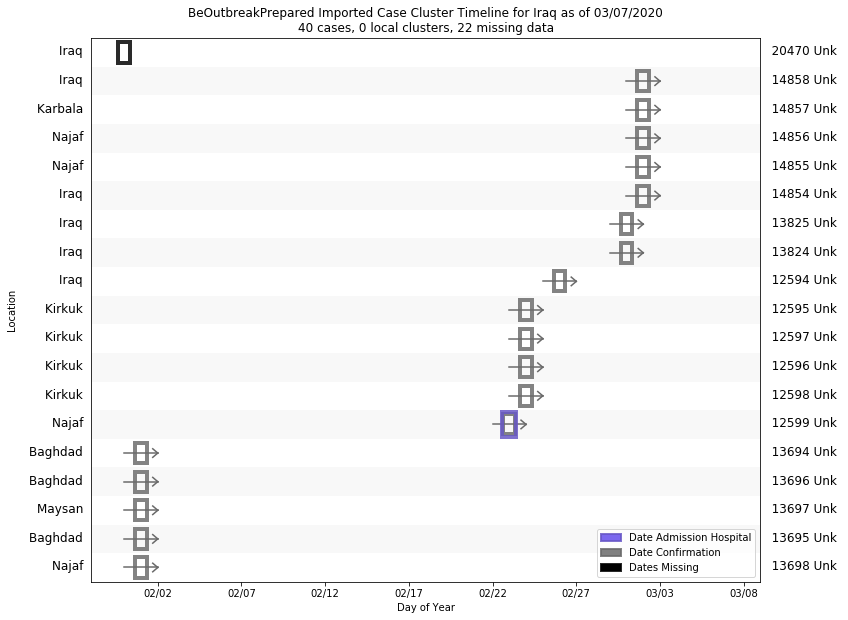 BeOutbreakPrepared Imported Case Cluster Timeline for Iraq as of 03/07/2020
40 cases, 0 local clusters, 22 missing data
Iraq 20470 Unk
Iraq 14858 Unk
Karbala 14857 Unk
Najaf 14856 Unk
Najaf 14855 Unk
Iraq 14854 Unk
Iraq 13825 Unk
Iraq 13824 Unk
Iraq 12594 Unk
Kirkuk 12595 Unk
Kirkuk 12597 Unk
Kirkuk 12596 Unk
Kirkuk 12598 Unk
Najaf 12599 Unk
Baghdad 13694 Unk
Baghdad 13696 Unk
Maysan 13697 Unk
Baghdad 13695 Unk
Najaf 13698 Unk
Location
Date Admission Hospital
Date Confirmation
Dates Missing
02/02 02/07 02/12 02/17 02/22 02/27 03/03 03/08
Day of Year